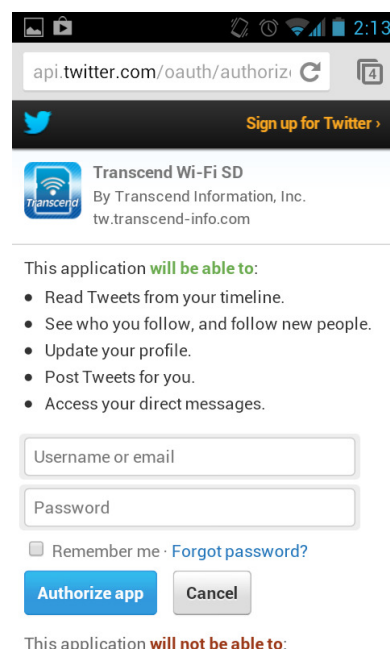 2:13
api.twitter.com/oauth/authoriz
4
Sign up for Twitter ›
Transcend Wi-Fi SD
By Transcend Information, Inc.
Transcend
tw.transcend-info.com
This application will be able to:
• Read Tweets from your timeline.
• See who you follow, and follow new people.
• Update your profile.
• Post Tweets for you.
• Access your direct messages.
Username or email
Password
Remember me · Forgot password?
Authorize app Cancel
This application will not be able to: